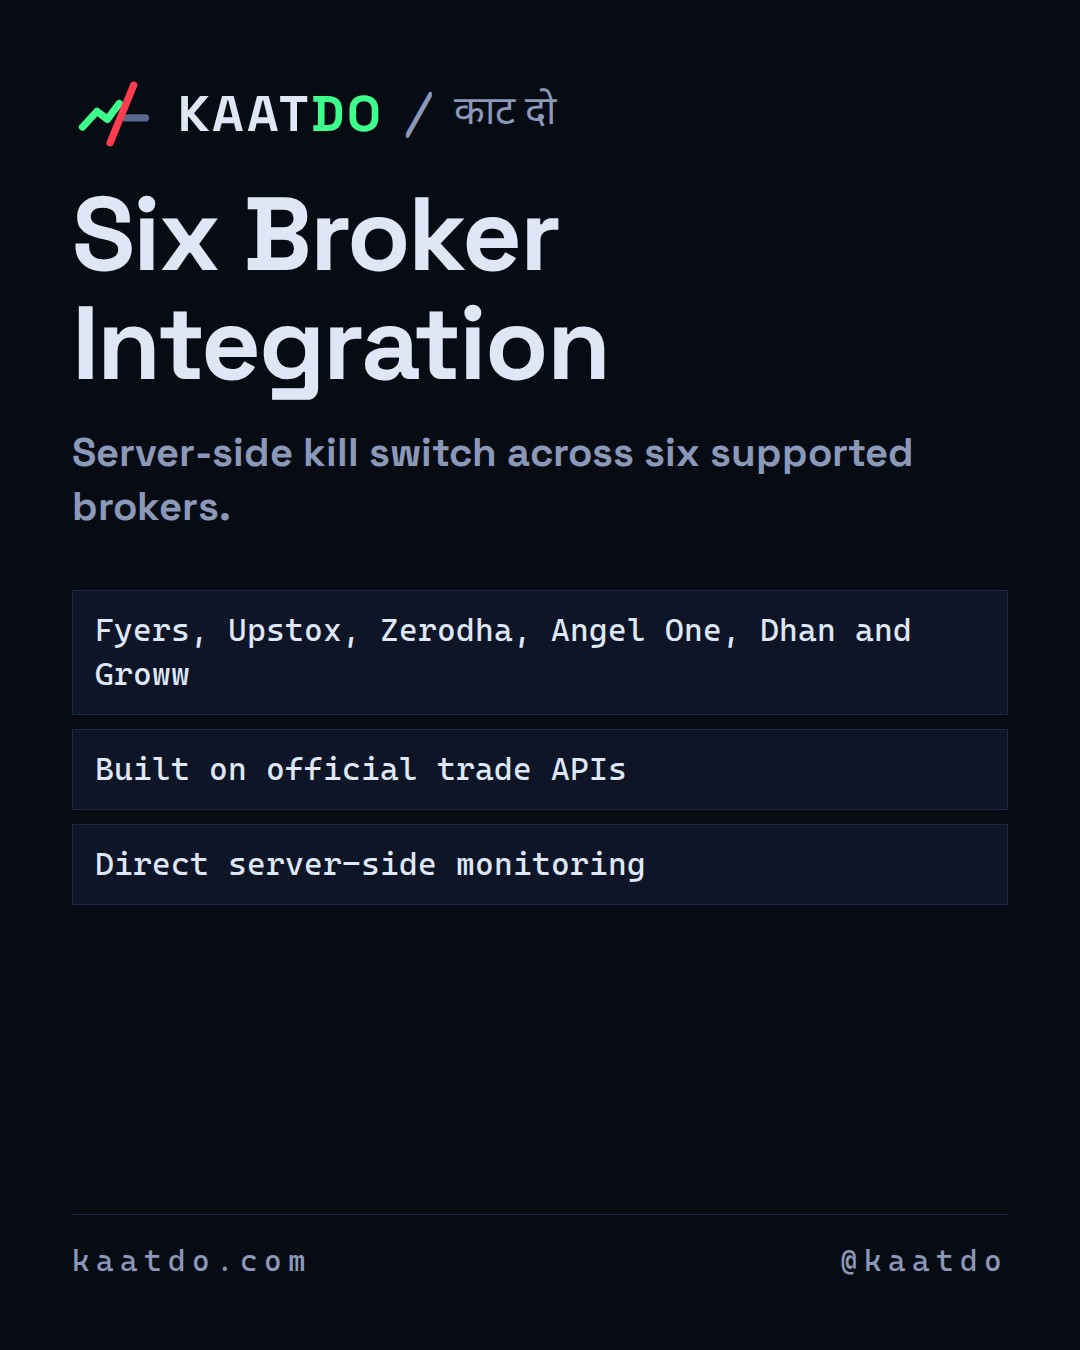 KAATDO / काट दो
Six Broker
Integration
Server-side kill switch across six supported
brokers.
Fyers, Upstox, Zerodha, Angel One, Dhan and
Groww
Built on official trade APIs
Direct server-side monitoring
kaatdo.com
@kaatdo